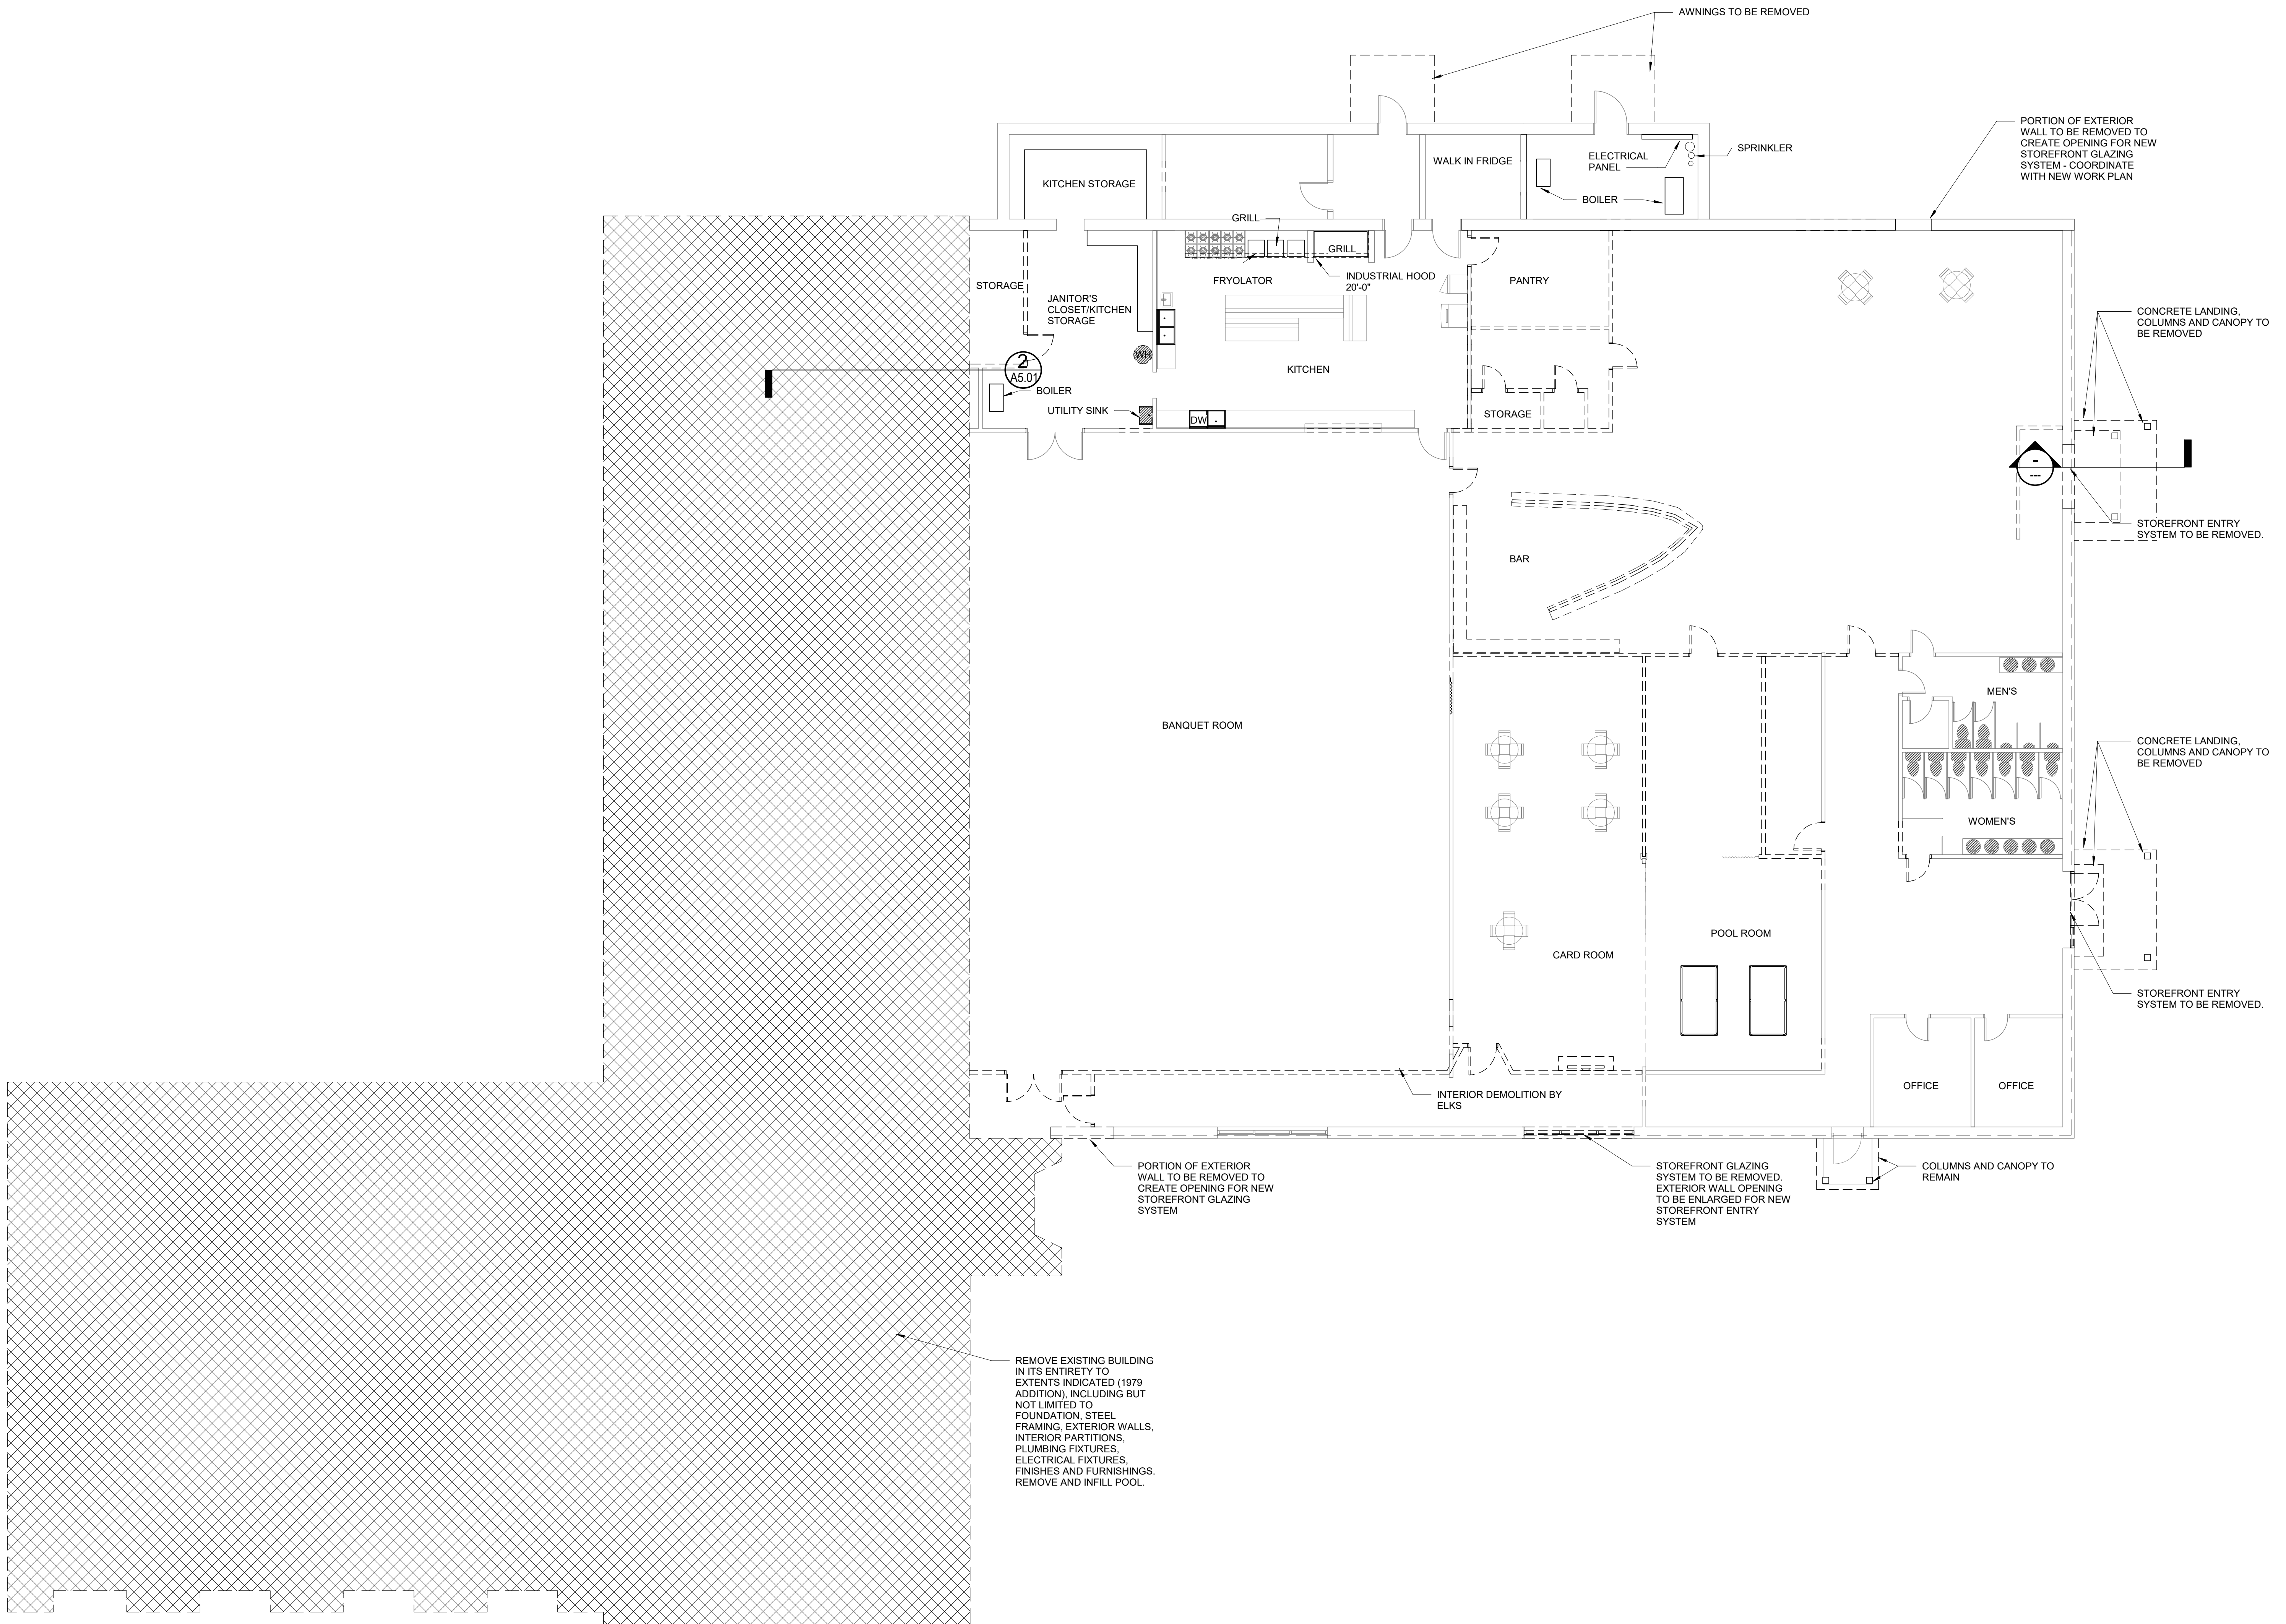 AWNINGS TO BE REMOVED
PORTION OF EXTERIOR
WALL TO BE REMOVED TO
CREATE OPENING FOR NEW
STOREFRONT GLAZING
SYSTEM - COORDINATE
WITH NEW WORK PLAN
SPRINKLER
ELECTRICAL
PANEL
WALK IN FRIDGE
BOILER
KITCHEN STORAGE
GRILL
GRILL
INDUSTRIAL HOOD
20'-0"
FRYOLATOR
PANTRY
STORAGE
JANITOR'S
CLOSET/KITCHEN
STORAGE
CONCRETE LANDING,
COLUMNS AND CANOPY TO
BE REMOVED
WH
2
A5.01
KITCHEN
BOILER
UTILITY SINK
DW
STORAGE
-
---
STOREFRONT ENTRY
SYSTEM TO BE REMOVED.
BAR
MEN'S
BANQUET ROOM
CONCRETE LANDING,
COLUMNS AND CANOPY TO
BE REMOVED
WOMEN'S
POOL ROOM
CARD ROOM
STOREFRONT ENTRY
SYSTEM TO BE REMOVED.
OFFICE
OFFICE
INTERIOR DEMOLITION BY
ELKS
PORTION OF EXTERIOR
WALL TO BE REMOVED TO
CREATE OPENING FOR NEW
STOREFRONT GLAZING
SYSTEM
STOREFRONT GLAZING
SYSTEM TO BE REMOVED.
EXTERIOR WALL OPENING
TO BE ENLARGED FOR NEW
STOREFRONT ENTRY
SYSTEM
COLUMNS AND CANOPY TO
REMAIN
REMOVE EXISTING BUILDING
IN ITS ENTIRETY TO
EXTENTS INDICATED (1979
ADDITION), INCLUDING BUT
NOT LIMITED TO
FOUNDATION, STEEL
FRAMING, EXTERIOR WALLS,
INTERIOR PARTITIONS,
PLUMBING FIXTURES,
ELECTRICAL FIXTURES,
FINISHES AND FURNISHINGS.
REMOVE AND INFILL POOL.